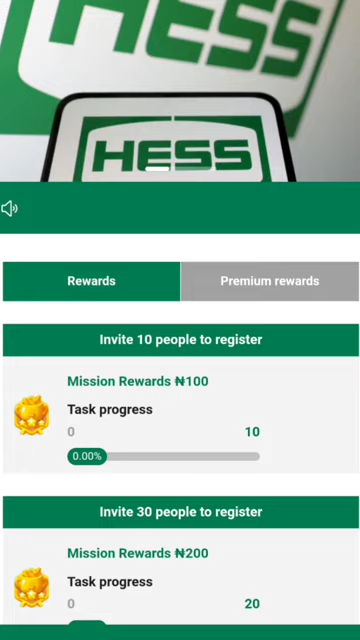 HESS
HESS
Rewards
Premium rewards
Invite 10 people to register
Mission Rewards ₦100
Task progress
0
10
0.00%
Invite 30 people to register
Mission Rewards ₦200
Task progress
0
20